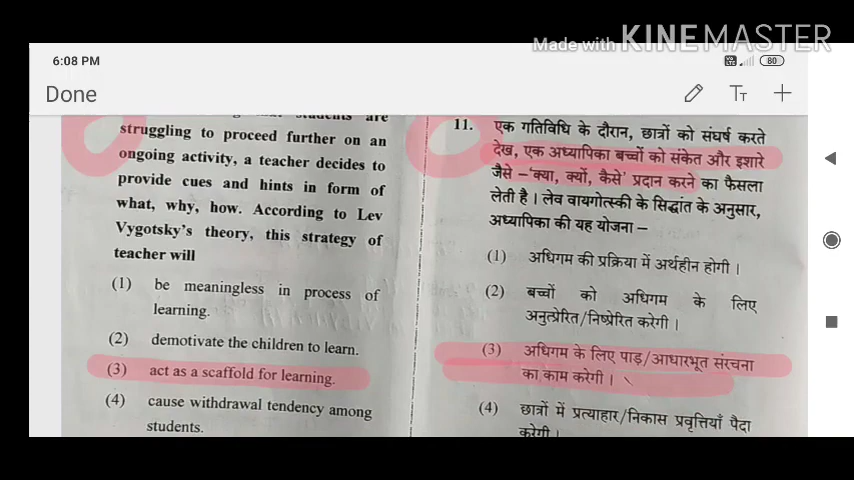 Made with KINEMASTER
6:08 PM
80
Done
TT
students are
struggling to proceed further on an
ongoing activity, a teacher decides to
provide cues and hints in form of
what, why, how. According to Lev
Vygotsky's theory, this strategy of
teacher will
(1) be meaningless in process of
learning.
(2) demotivate the children to learn.
(3) act as a scaffold for learning.
(4) cause withdrawal tendency among
students.
11. एक गतिविधि के दौरान, छात्रों को संघर्ष करते
देख, एक अध्यापिका बच्चों को संकेत और इशारे
जैसे – 'क्या, क्यों, कैसे' प्रदान करने का फैसला
लेती है । लेव वायगोत्स्की के सिद्धांत के अनुसार,
अध्यापिका की यह योजना –
(1) अधिगम की प्रक्रिया में अर्थहीन होगी ।
(2) बच्चों को अधिगम के लिए
अनुत्प्रेरित/निष्प्रेरित करेगी ।
(3) अधिगम के लिए पाड़/आधारभूत संरचना
का काम करेगी ।
(4) छात्रों में प्रत्याहार/निकास प्रवृत्तियाँ पैदा
करेगी ।